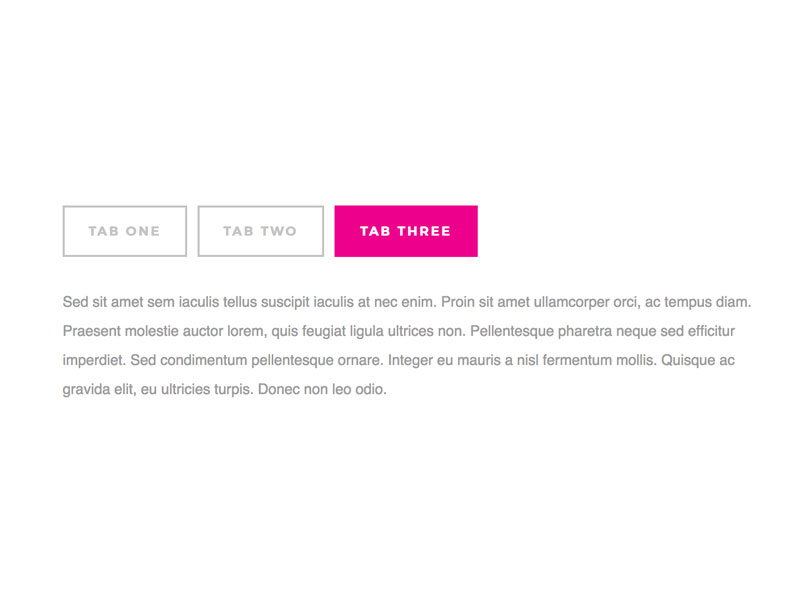 TAB ONE TAB TWO TAB THREE
Sed sit amet sem iaculis tellus suscipit iaculis at nec enim. Proin sit amet ullamcorper orci, ac tempus diam.
Praesent molestie auctor lorem, quis feugiat ligula ultrices non. Pellentesque pharetra neque sed efficitur
imperdiet. Sed condimentum pellentesque ornare. Integer eu mauris a nisl fermentum mollis. Quisque ac
gravida elit, eu ultricies turpis. Donec non leo odio.